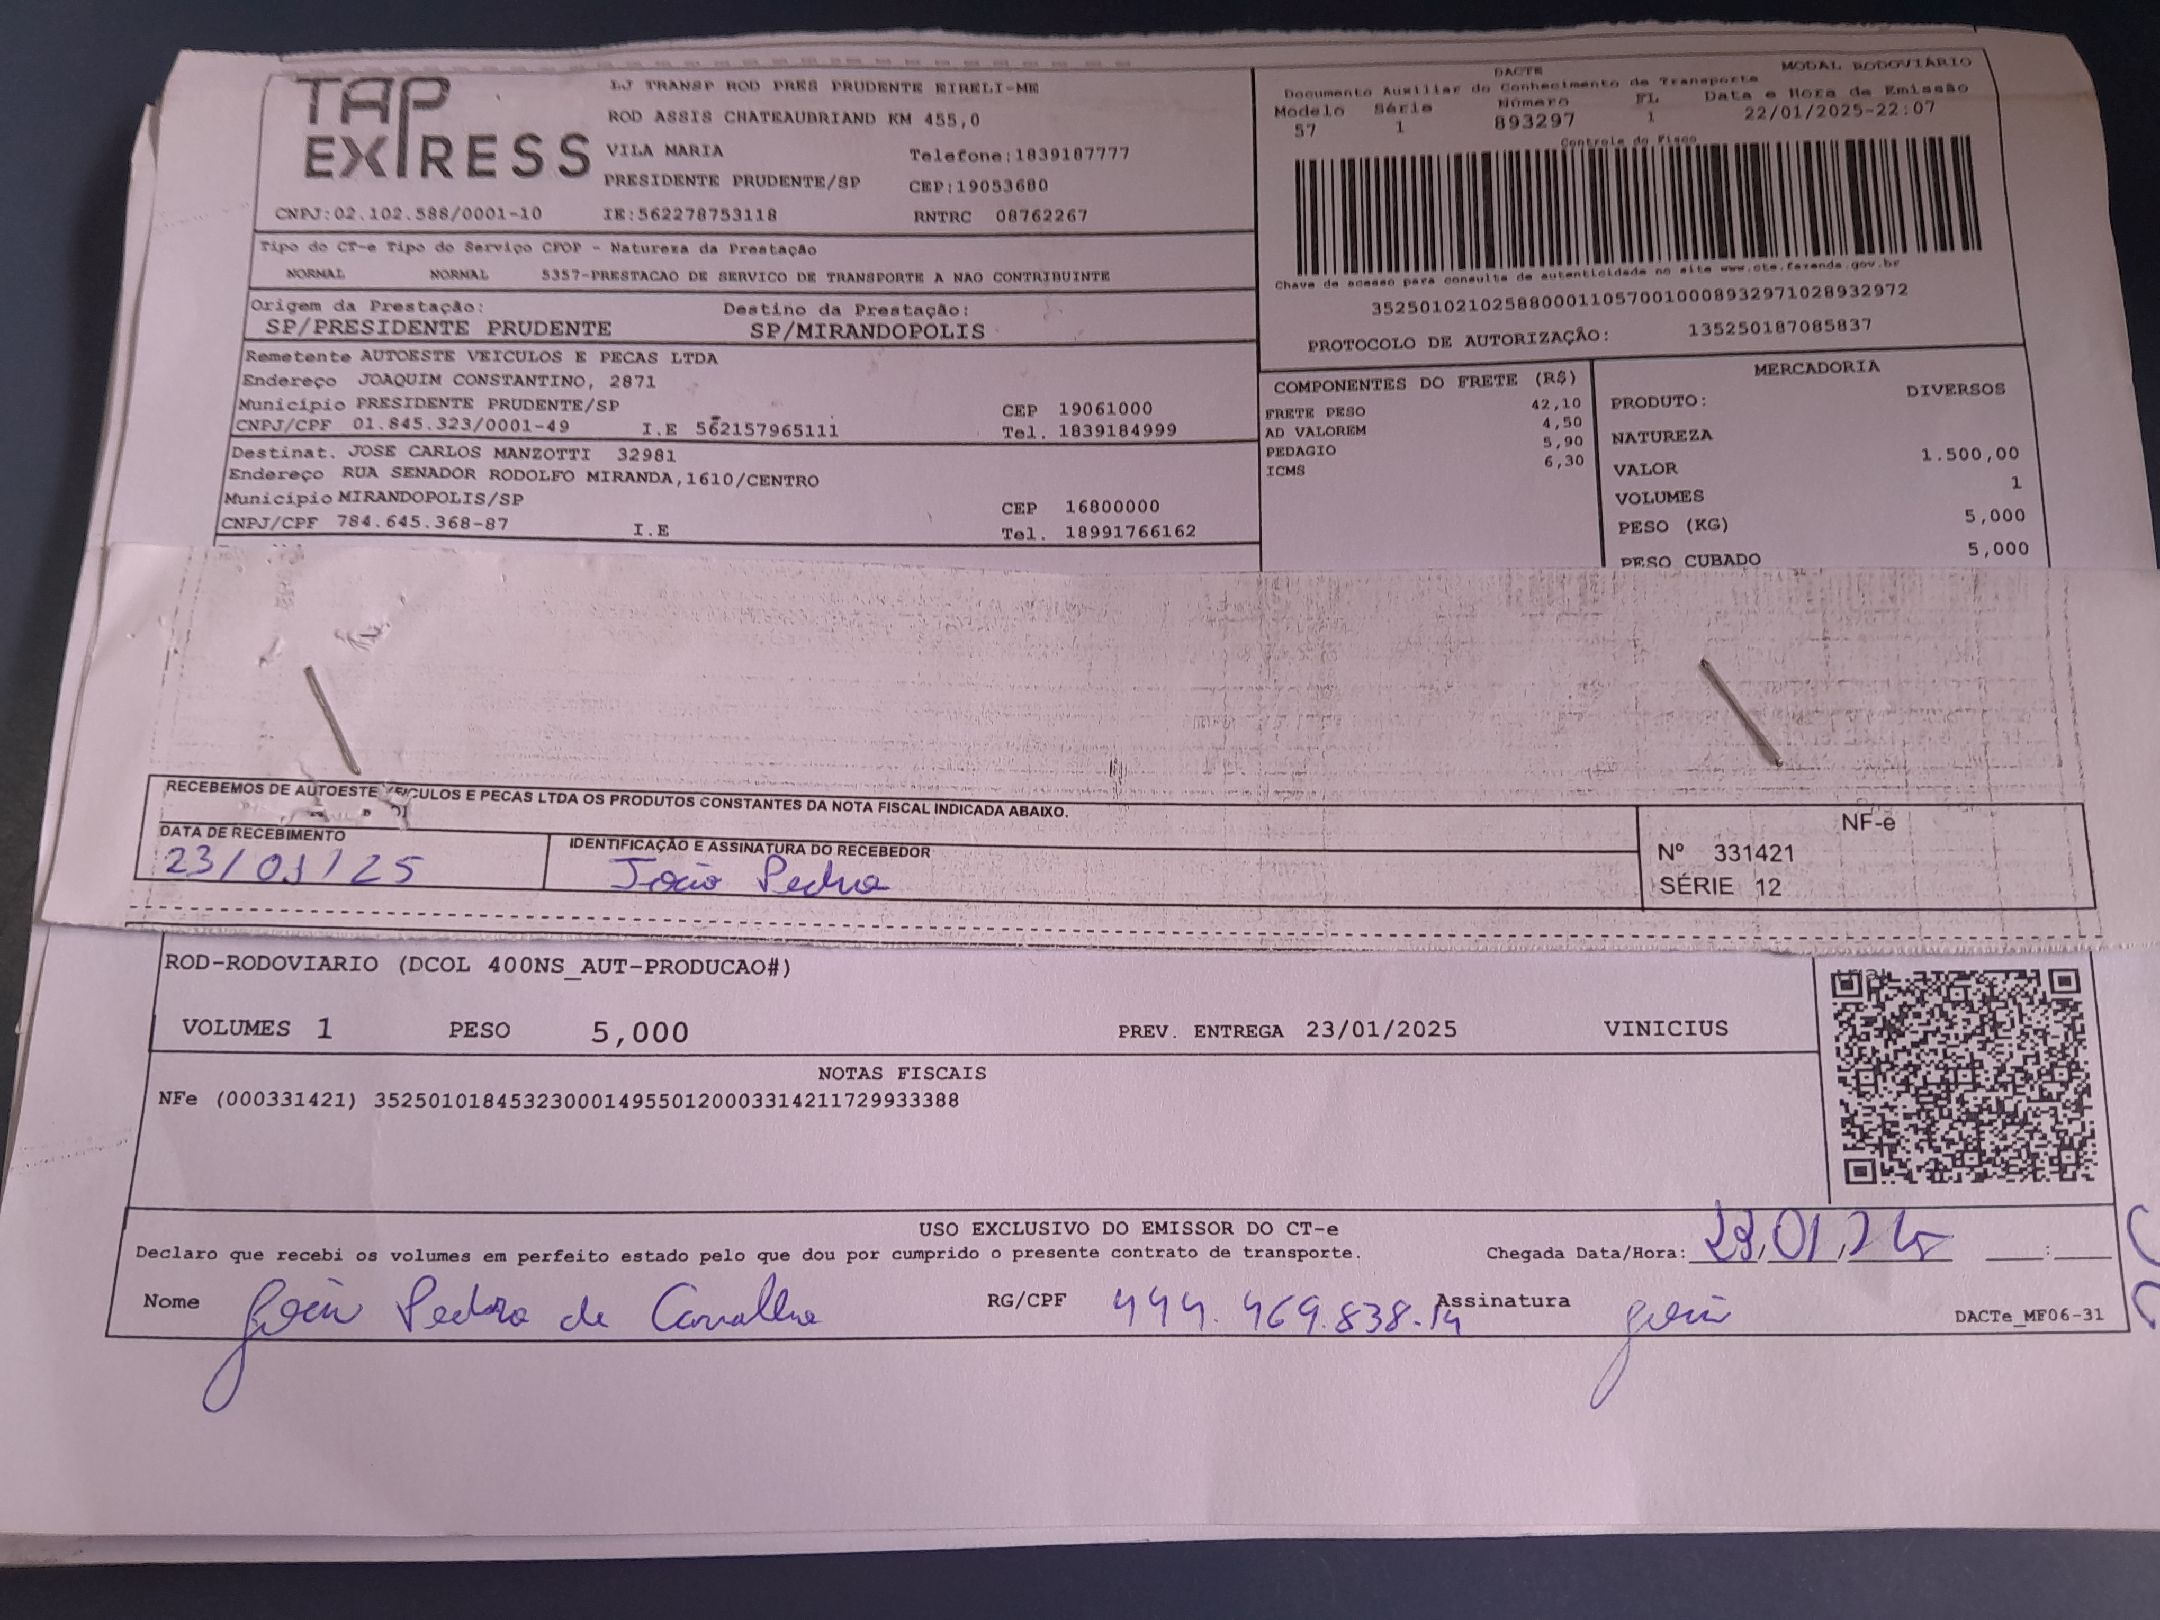 TAP EXPRESS
LJ TRANSP ROD PRES PRUDENTE EIRELI-ME
ROD ASSIS CHATEAUBRIAND KM 455,0
VILA MARIA Telefone:1839187777
PRESIDENTE PRUDENTE/SP CEP:19053680
CNPJ:02.102.588/0001-10 IE:562278753118 RNTRC 08762267
DACTE MODAL RODOVIÁRIO
Documento Auxiliar do Conhecimento de Transporte
Modelo Série Número FL Data e Hora de Emissão
57 1 893297 1 22/01/2025-22:07
Controle do Fisco
Chave de acesso para consulta de autenticidade no site www.cte.fazenda.gov.br
35250102102588000110570010008932971028932972
PROTOCOLO DE AUTORIZAÇÃO: 135250187085837
Tipo do CT-e Tipo do Serviço CFOP - Natureza da Prestação
NORMAL NORMAL 5357-PRESTACAO DE SERVICO DE TRANSPORTE A NAO CONTRIBUINTE
Origem da Prestação: Destino da Prestação:
SP/PRESIDENTE PRUDENTE SP/MIRANDOPOLIS
Remetente AUTOESTE VEICULOS E PECAS LTDA
Endereço JOAQUIM CONSTANTINO, 2871
Município PRESIDENTE PRUDENTE/SP CEP 19061000
CNPJ/CPF 01.845.323/0001-49 I.E 562157965111 Tel. 1839184999
Destinat. JOSE CARLOS MANZOTTI 32981
Endereço RUA SENADOR RODOLFO MIRANDA,1610/CENTRO
Município MIRANDOPOLIS/SP CEP 16800000
CNPJ/CPF 784.645.368-87 I.E Tel. 18991766162
COMPONENTES DO FRETE (R$)
FRETE PESO 42,10
AD VALOREM 4,50
PEDAGIO 5,90
ICMS 6,30
MERCADORIA
PRODUTO: DIVERSOS
NATUREZA
VALOR 1.500,00
VOLUMES 1
PESO (KG) 5,000
PESO CUBADO 5,000
RECEBEMOS DE AUTOESTE VEICULOS E PECAS LTDA OS PRODUTOS CONSTANTES DA NOTA FISCAL INDICADA ABAIXO.
DATA DE RECEBIMENTO IDENTIFICAÇÃO E ASSINATURA DO RECEBEDOR
23/01/25 João Pedro
NF-e
Nº 331421
SÉRIE 12
ROD-RODOVIARIO (DCOL 400NS_AUT-PRODUCAO#)
VOLUMES 1 PESO 5,000 PREV. ENTREGA 23/01/2025 VINICIUS
NOTAS FISCAIS
NFe (000331421) 35250101845323000149550120003314211729933388
USO EXCLUSIVO DO EMISSOR DO CT-e
Declaro que recebi os volumes em perfeito estado pelo que dou por cumprido o presente contrato de transporte. Chegada Data/Hora: 23,01,25 :
Nome João Pedro de Carvalho RG/CPF 444.469.838.14 Assinatura João
DACTe_MF06-31